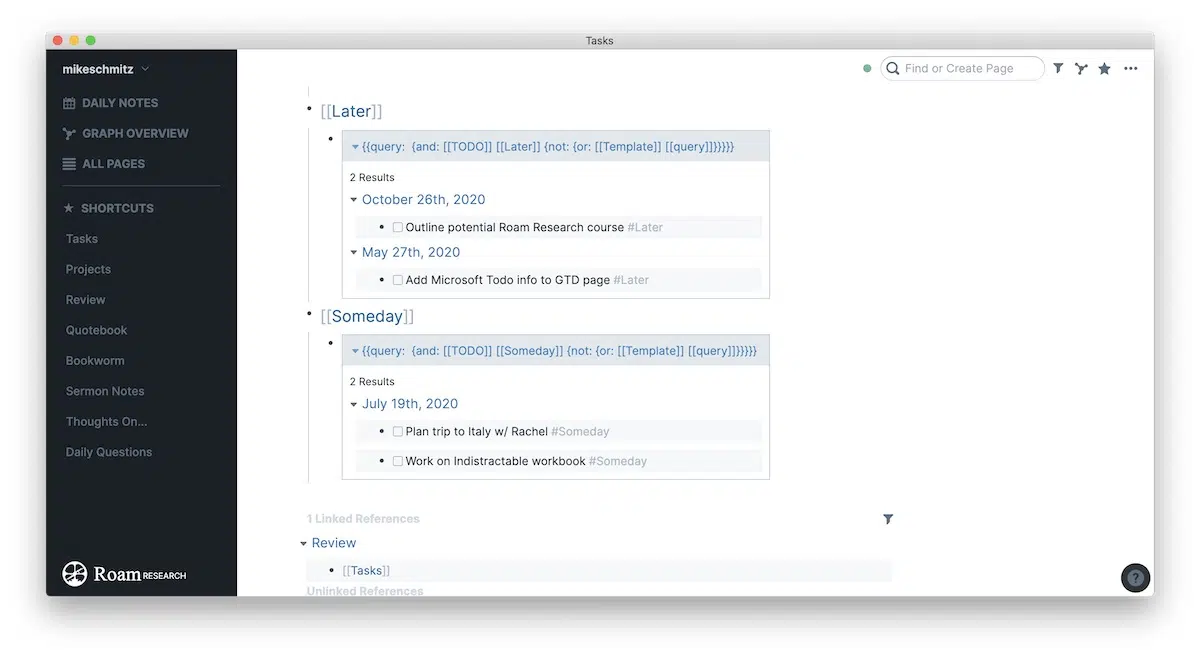 Tasks
mikeschmitz
DAILY NOTES
GRAPH OVERVIEW
ALL PAGES
SHORTCUTS
Tasks
Projects
Review
Quotebook
Bookworm
Sermon Notes
Thoughts On...
Daily Questions
Roam RESEARCH
Find or Create Page
[[Later]]
{{query: {and: [[TODO]] [[Later]] {not: {or: [[Template]] [[query]]}}}}}
2 Results
October 26th, 2020
Outline potential Roam Research course #Later
May 27th, 2020
Add Microsoft Todo info to GTD page #Later
[[Someday]]
{{query: {and: [[TODO]] [[Someday]] {not: {or: [[Template]] [[query]]}}}}}
2 Results
July 19th, 2020
Plan trip to Italy w/ Rachel #Someday
Work on Indistractable workbook #Someday
1 Linked References
Review
[[Tasks]]
Unlinked References
?